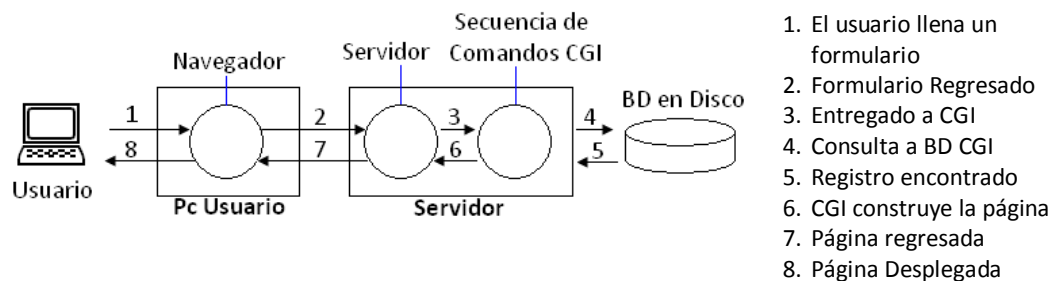 Secuencia de
Comandos CGI
Servidor
Navegador
BD en Disco
1
2
3
4
8
7
6
5
Usuario
Pc Usuario
Servidor
1. El usuario llena un
formulario
2. Formulario Regresado
3. Entregado a CGI
4. Consulta a BD CGI
5. Registro encontrado
6. CGI construye la página
7. Página regresada
8. Página Desplegada